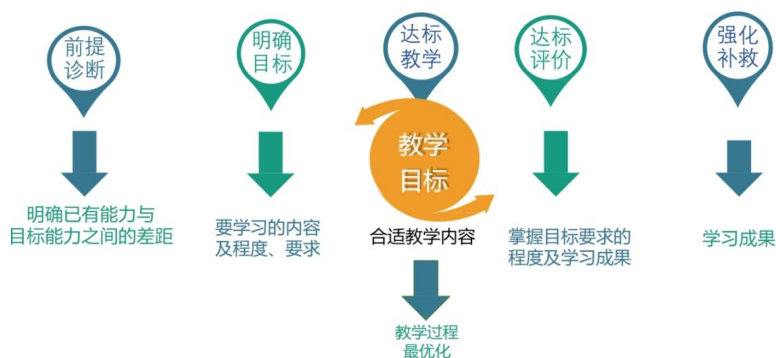 前提
诊断
明确已有能力与
目标能力之间的差距
明确
目标
要学习的内容
及程度、要求
达标
教学
教学
目标
合适教学内容
教学过程
最优化
达标
评价
掌握目标要求的
程度及学习成果
强化
补救
学习成果